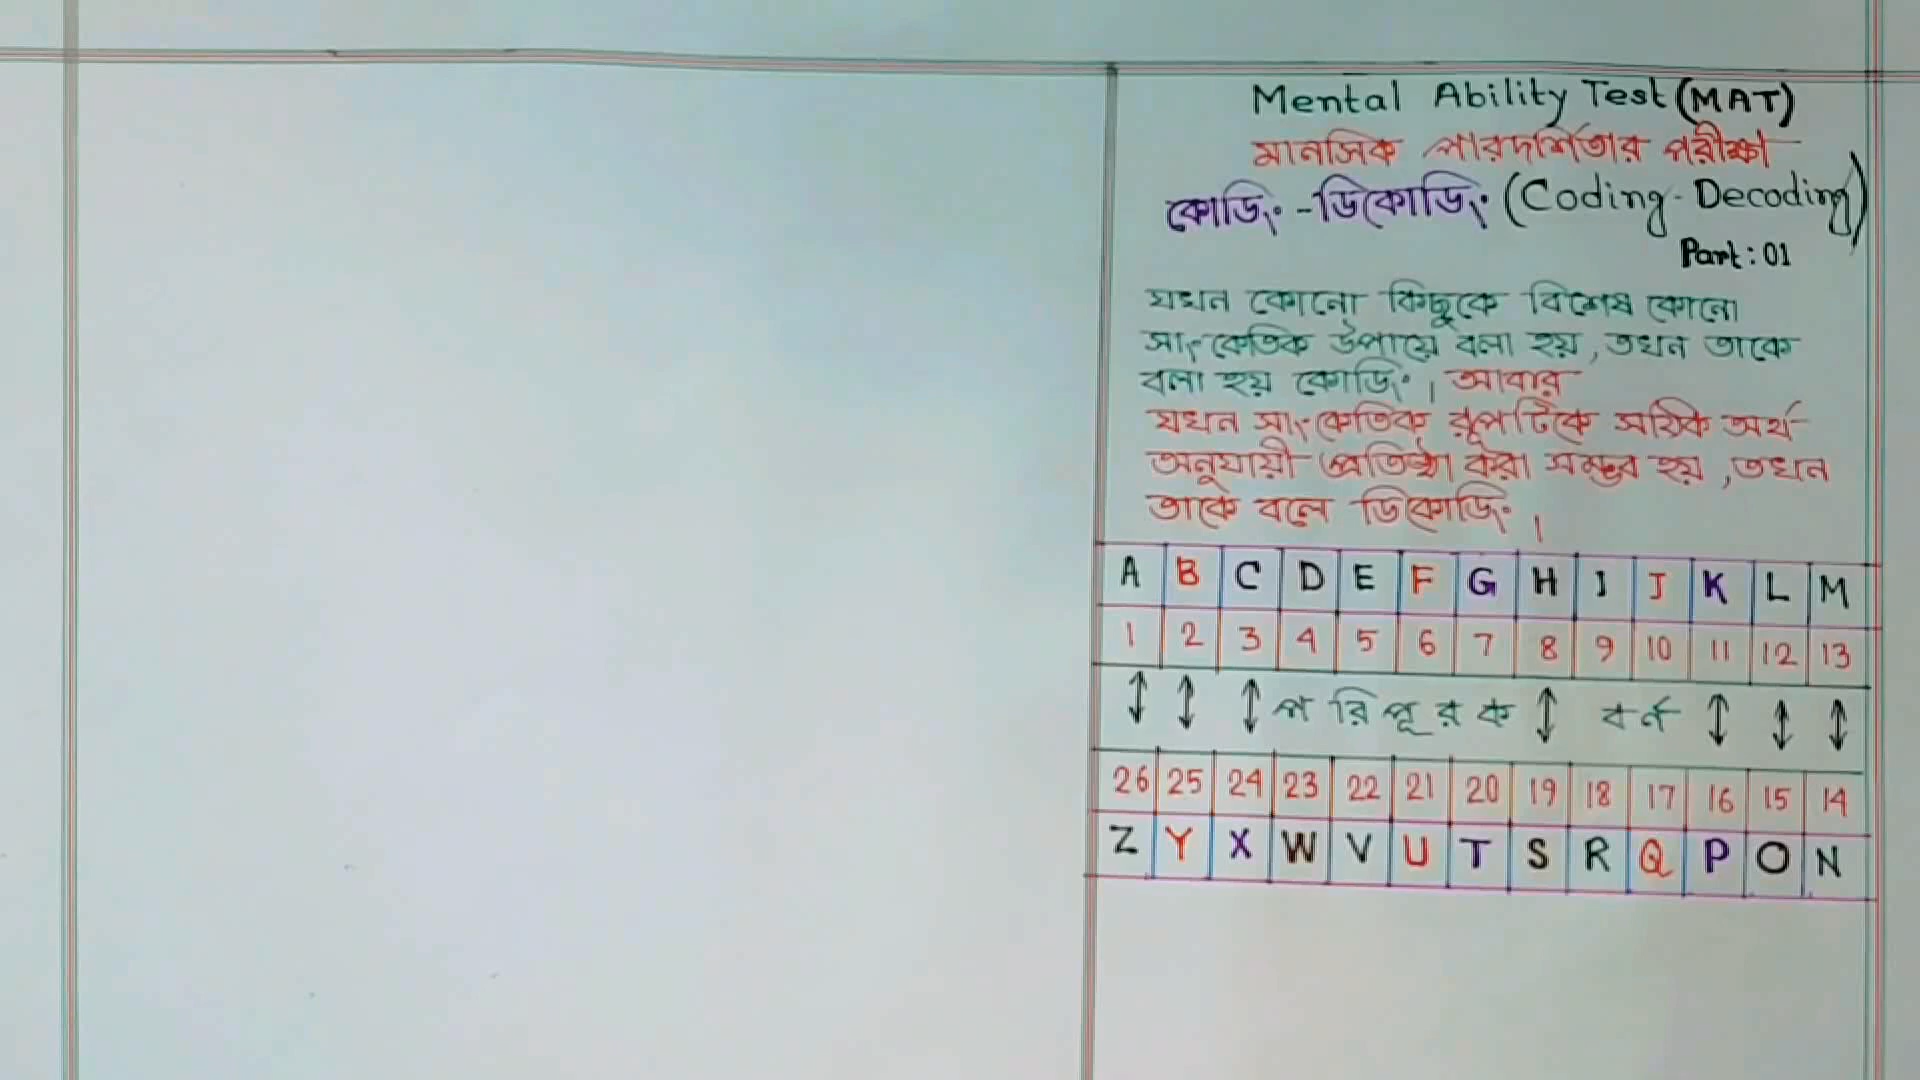 Mental Ability Test (MAT)
মানসিক পারদর্শিতার পরীক্ষা
কোডিং - ডিকোডিং (Coding - Decoding)
Part : 01
যখন কোনো কিছুকে বিশেষ কোনো
সাংকেতিক উপায়ে বলা হয় , তখন তাকে
বলা হয় কোডিং । আবার
যখন সাংকেতিক রূপটিকে সঠিক অর্থ
অনুযায়ী প্রতিষ্ঠা করা সম্ভব হয় , তখন
তাকে বলে ডিকোডিং ।
A B C D E F G H I J K L M
1 2 3 4 5 6 7 8 9 10 11 12 13
↕ ↕ ↕ পরিপূরক ↕ বর্ন ↕ ↕ ↕
26 25 24 23 22 21 20 19 18 17 16 15 14
Z Y X W V U T S R Q P O N